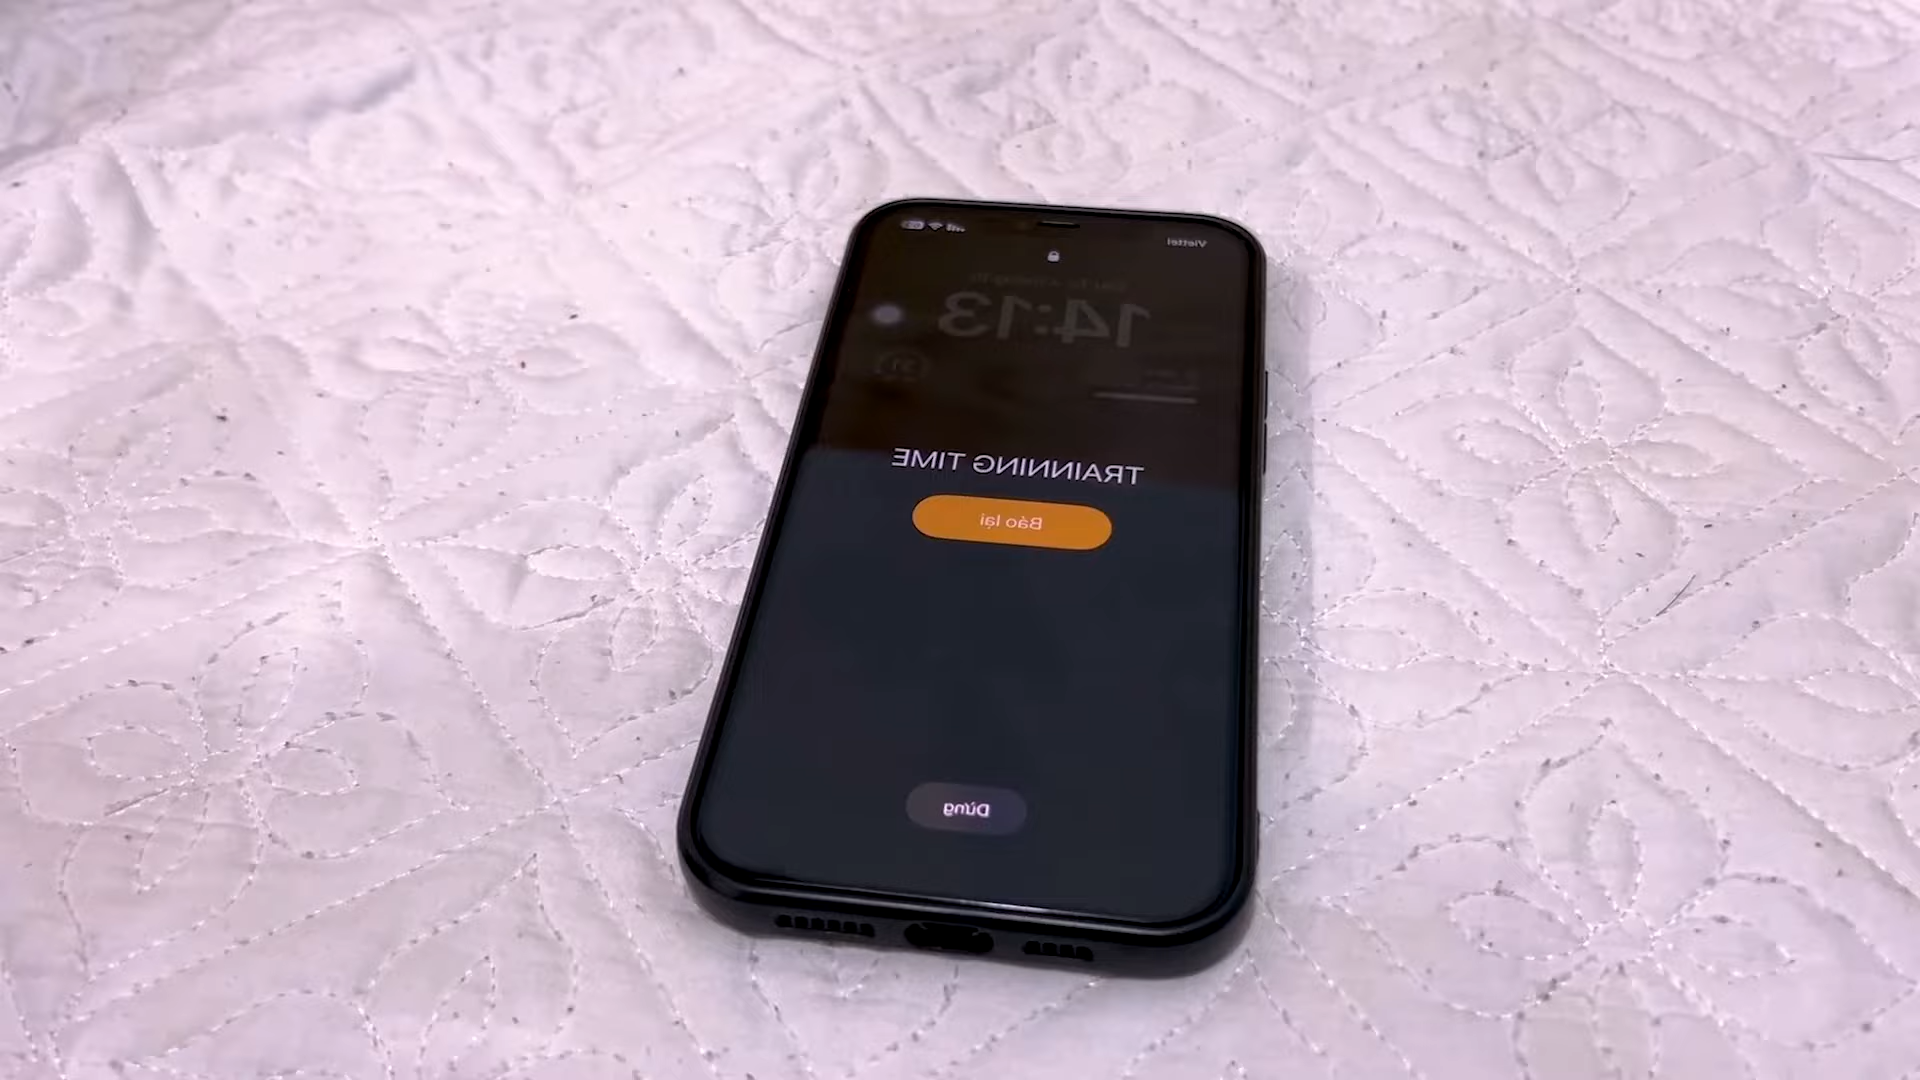 Viettel
14:13
TRAINNING TIME
Báo lại
Dừng